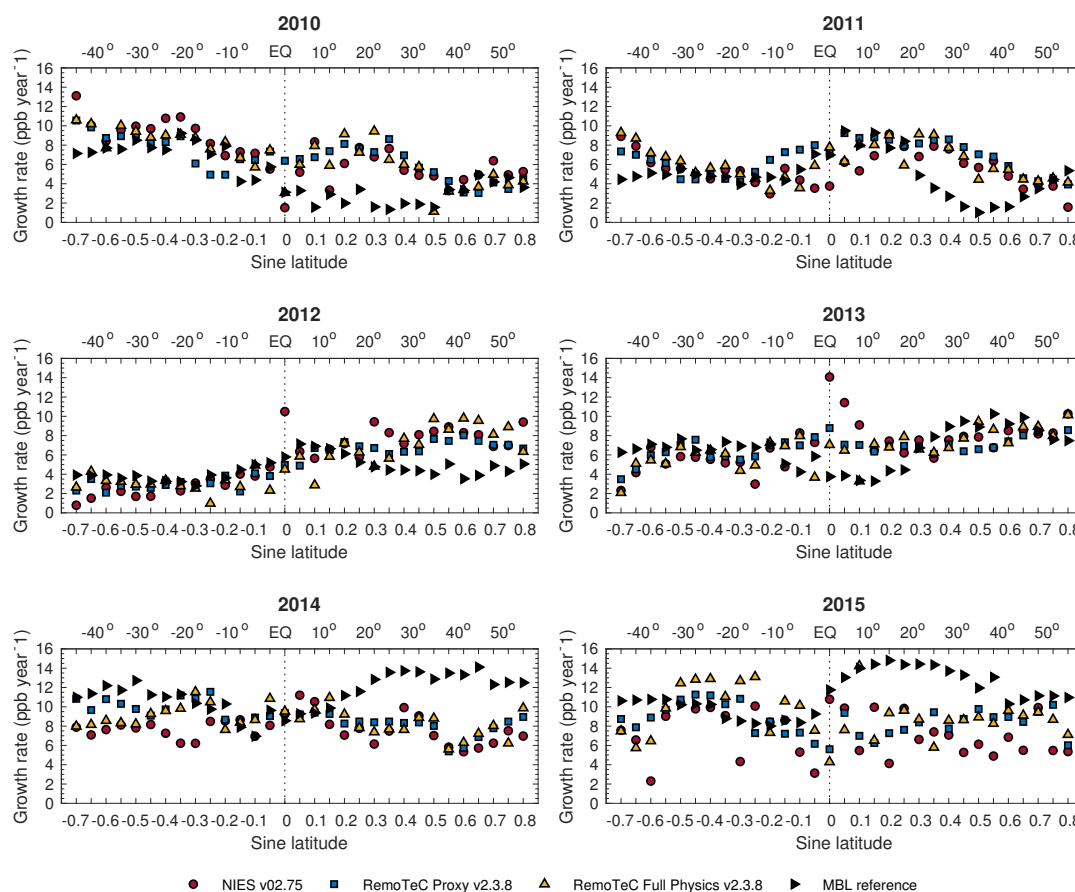 2010
-40° -30° -20° -10° EQ 10° 20° 30° 40° 50°
16 14 12 10 8 6 4 2 0
Growth rate (ppb year^-1)
-0.7 -0.6 -0.5 -0.4 -0.3 -0.2 -0.1 0 0.1 0.2 0.3 0.4 0.5 0.6 0.7 0.8
Sine latitude
2011
-40° -30° -20° -10° EQ 10° 20° 30° 40° 50°
16 14 12 10 8 6 4 2 0
Growth rate (ppb year^-1)
-0.7 -0.6 -0.5 -0.4 -0.3 -0.2 -0.1 0 0.1 0.2 0.3 0.4 0.5 0.6 0.7 0.8
Sine latitude
2012
-40° -30° -20° -10° EQ 10° 20° 30° 40° 50°
16 14 12 10 8 6 4 2 0
Growth rate (ppb year^-1)
-0.7 -0.6 -0.5 -0.4 -0.3 -0.2 -0.1 0 0.1 0.2 0.3 0.4 0.5 0.6 0.7 0.8
Sine latitude
2013
-40° -30° -20° -10° EQ 10° 20° 30° 40° 50°
16 14 12 10 8 6 4 2 0
Growth rate (ppb year^-1)
-0.7 -0.6 -0.5 -0.4 -0.3 -0.2 -0.1 0 0.1 0.2 0.3 0.4 0.5 0.6 0.7 0.8
Sine latitude
2014
-40° -30° -20° -10° EQ 10° 20° 30° 40° 50°
16 14 12 10 8 6 4 2 0
Growth rate (ppb year^-1)
-0.7 -0.6 -0.5 -0.4 -0.3 -0.2 -0.1 0 0.1 0.2 0.3 0.4 0.5 0.6 0.7 0.8
Sine latitude
2015
-40° -30° -20° -10° EQ 10° 20° 30° 40° 50°
16 14 12 10 8 6 4 2 0
Growth rate (ppb year^-1)
-0.7 -0.6 -0.5 -0.4 -0.3 -0.2 -0.1 0 0.1 0.2 0.3 0.4 0.5 0.6 0.7 0.8
Sine latitude
NIES v02.75 RemoTeC Proxy v2.3.8 RemoTeC Full Physics v2.3.8 MBL reference